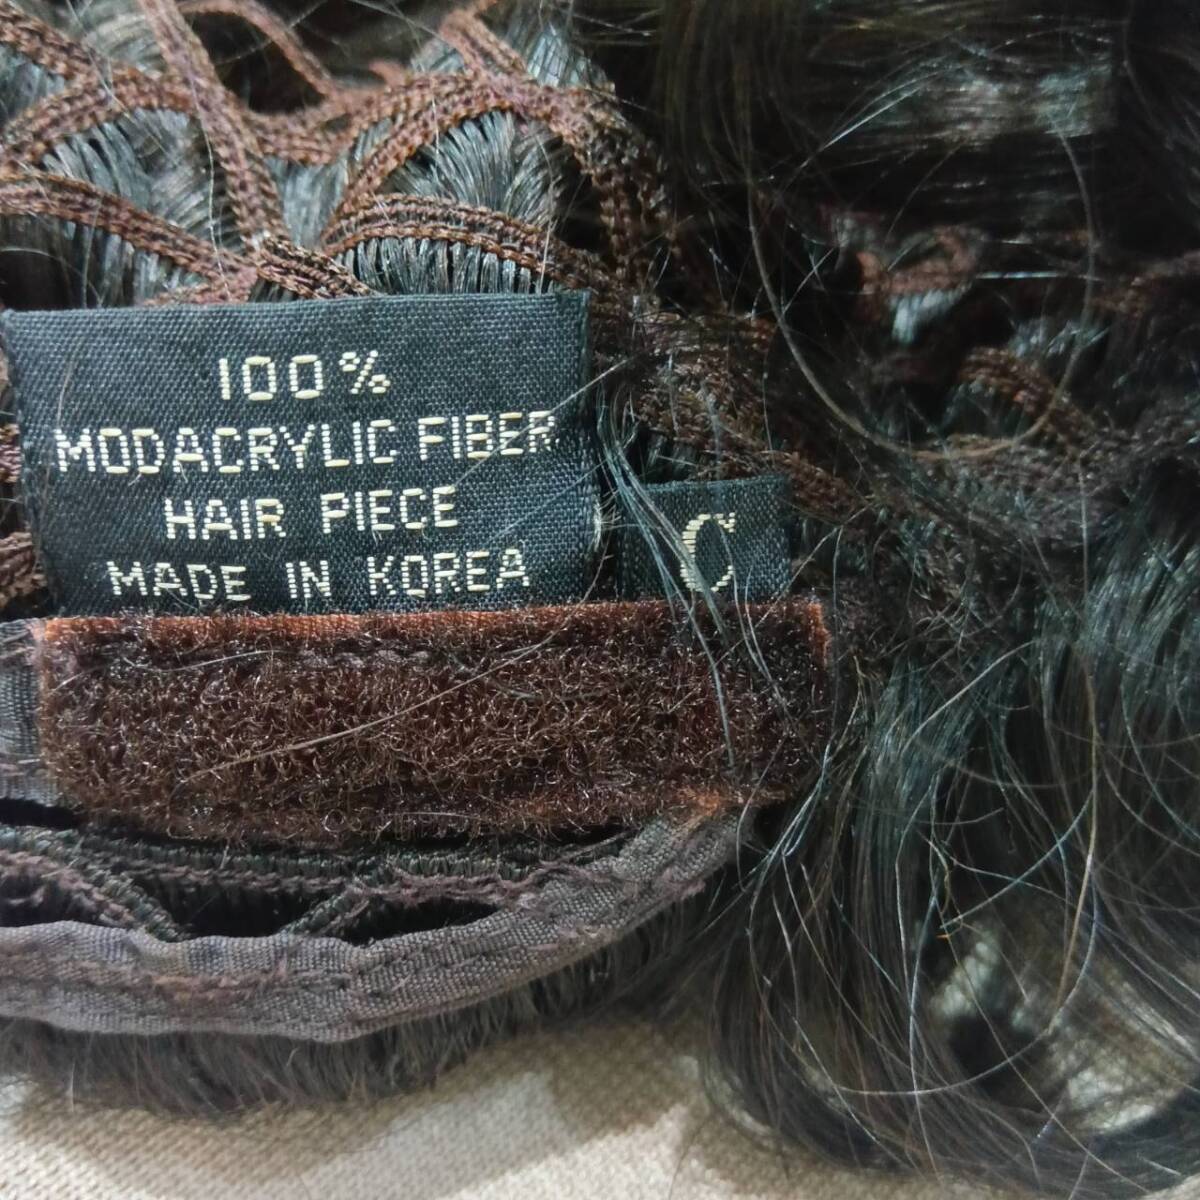 100%
MODACRYLIC FIBER
HAIR PIECE
MADE IN KOREA
C